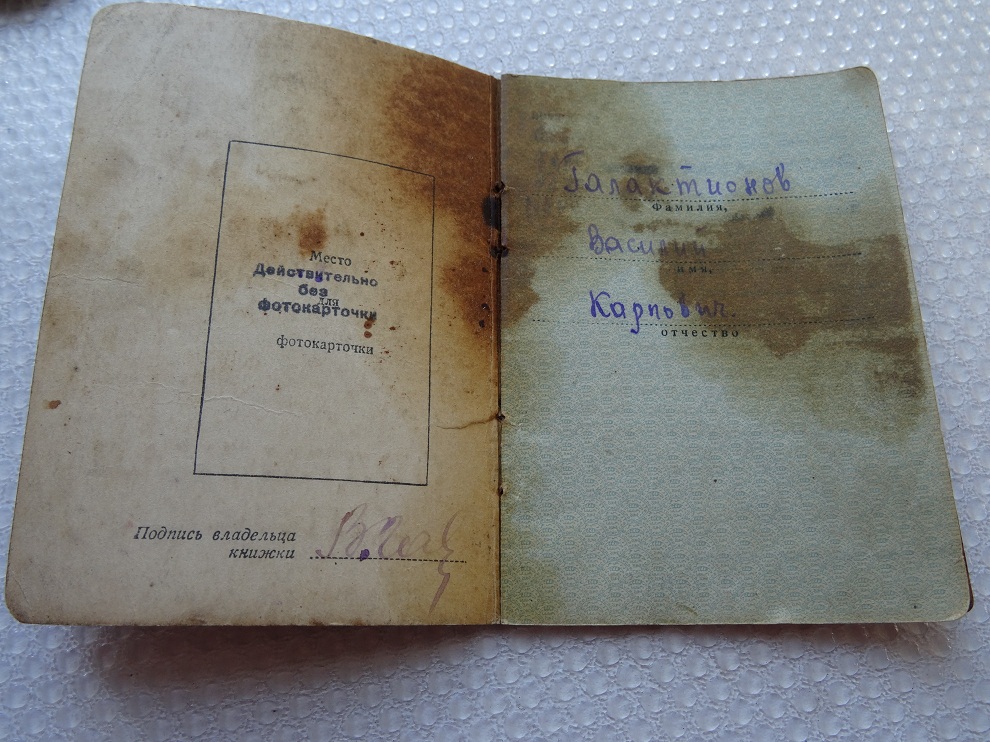 Место
Действительно
без
для
фотокарточки
фотокарточки
Подпись владельца
книжки
Галактионов
Фамилия,
Василий
имя,
Карпович.
отчество